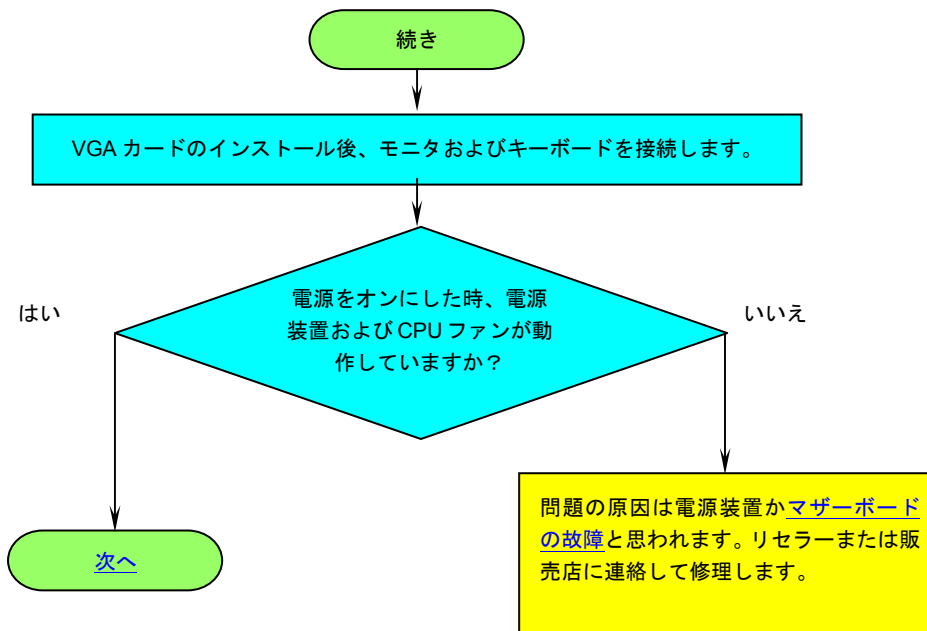 続き
VGA カードのインストール後、モニタおよびキーボードを接続します。
電源をオンにした時、電源
装置および CPU ファンが動
作していますか？
はい
いいえ
問題の原因は電源装置かマザーボード
の故障と思われます。リセラーまたは販
売店に連絡して修理します。
次へ